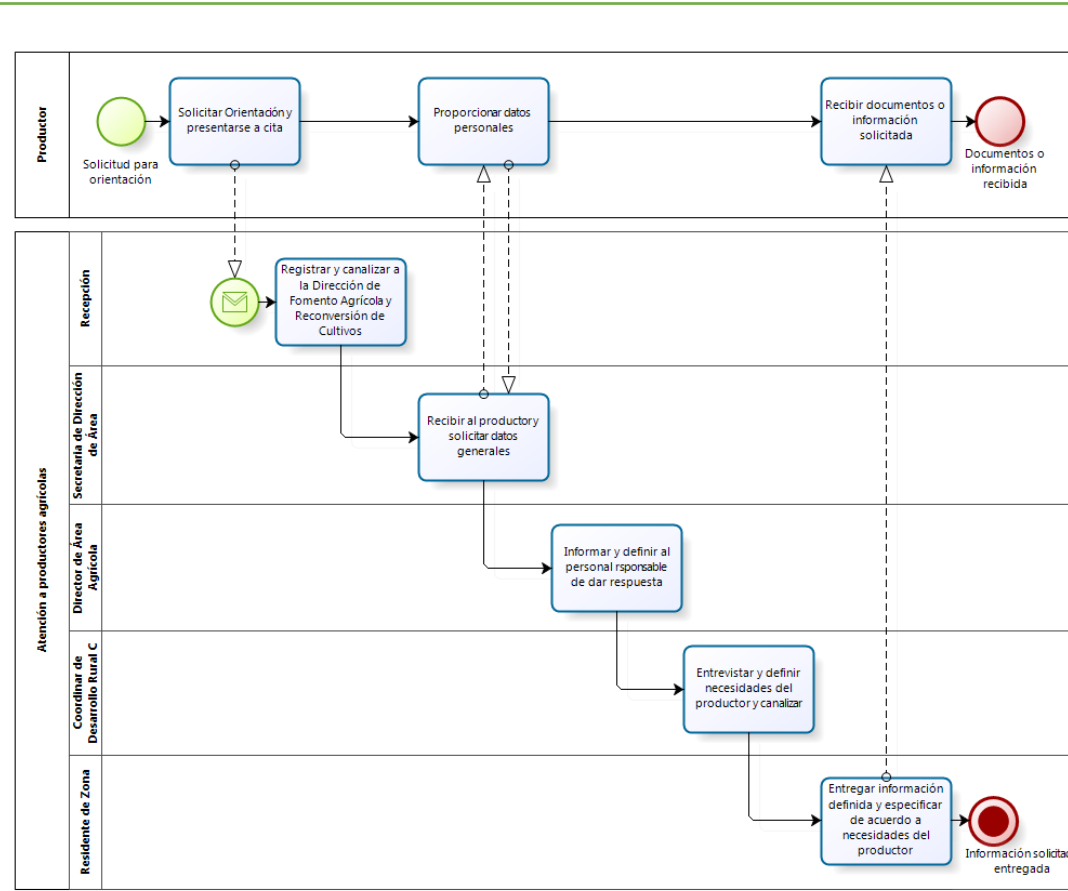 Productor
Solicitud para
orientación
Solicitar Orientación y
presentarse a cita
Proporcionar datos
personales
Recibir documentos o
información
solicitada
Documentos o
información
recibida
Atención a productores agrícolas
Recepción
Registrar y canalizar a
la Dirección de
Fomento Agrícola y
Reconversión de
Cultivos
Secretaria de Dirección
de Área
Recibir al productor y
solicitar datos
generales
Director de Área
Agrícola
Informar y definir al
personal rsponsable
de dar respuesta
Coordinar de
Desarrollo Rural C
Entrevistar y definir
necesidades del
productor y canalizar
Residente de Zona
Entregar información
definida y especificar
de acuerdo a
necesidades del
productor
Información solicitad
entregada